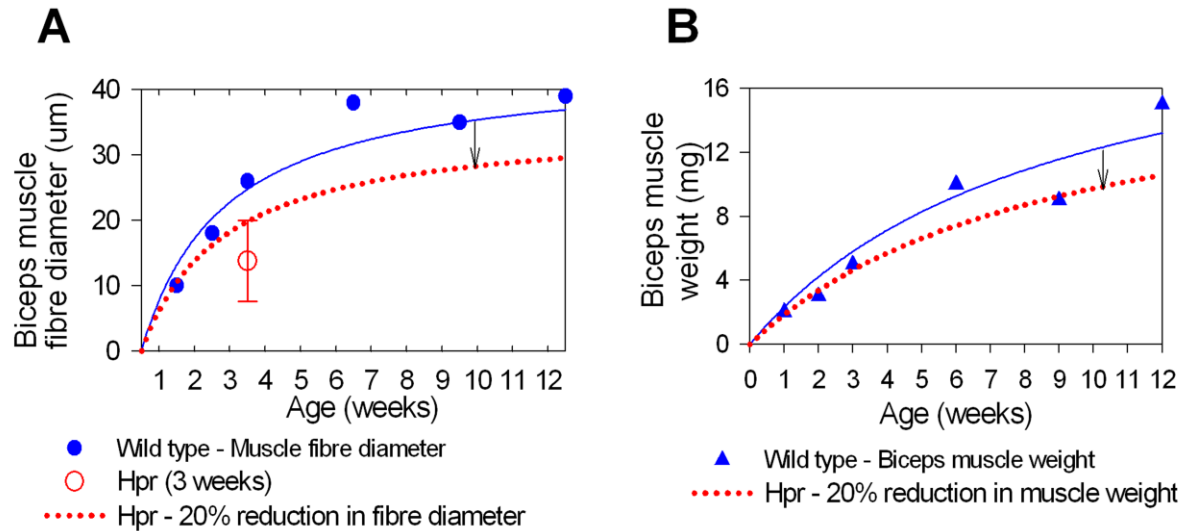 A
Biceps muscle
fibre diameter (um)
40
30
20
10
0
1 2 3 4 5 6 7 8 9 10 11 12
Age (weeks)
Wild type - Muscle fibre diameter
Hpr (3 weeks)
Hpr - 20% reduction in fibre diameter
B
Biceps muscle
weight (mg)
16
12
8
4
0
0 1 2 3 4 5 6 7 8 9 10 11 12
Age (weeks)
Wild type - Biceps muscle weight
Hpr - 20% reduction in muscle weight